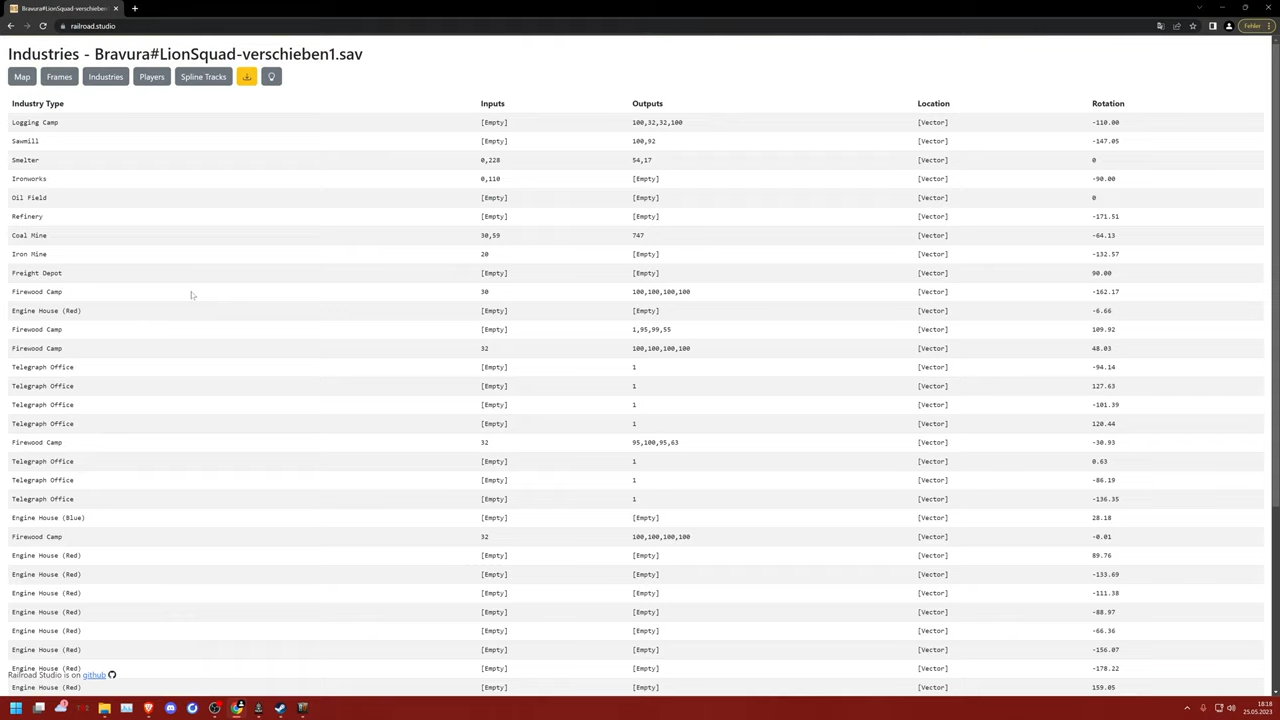 Bravura#LionSquad-verschieben1
railroad.studio
Fehler
Industries - Bravura#LionSquad-verschieben1.sav
Map Frames Industries Players Spline Tracks
Industry Type Inputs Outputs Location Rotation
Logging Camp [Empty] 100,32,32,100 [Vector] -110.00
Sawmill [Empty] 100,92 [Vector] -147.05
Smelter 0,228 54,17 [Vector] 0
Ironworks 0,110 [Empty] [Vector] -90.00
Oil Field [Empty] [Empty] [Vector] 0
Refinery [Empty] [Empty] [Vector] -171.51
Coal Mine 30,59 747 [Vector] -64.13
Iron Mine 20 [Empty] [Vector] -132.57
Freight Depot [Empty] [Empty] [Vector] 90.00
Firewood Camp 30 100,100,100,100 [Vector] -162.17
Engine House (Red) [Empty] [Empty] [Vector] -6.66
Firewood Camp [Empty] 1,95,99,55 [Vector] 109.92
Firewood Camp 32 100,100,100,100 [Vector] 48.03
Telegraph Office [Empty] 1 [Vector] -94.14
Telegraph Office [Empty] 1 [Vector] 127.63
Telegraph Office [Empty] 1 [Vector] -101.39
Telegraph Office [Empty] 1 [Vector] 120.44
Firewood Camp 32 95,100,95,63 [Vector] -30.93
Telegraph Office [Empty] 1 [Vector] 0.63
Telegraph Office [Empty] 1 [Vector] -86.19
Telegraph Office [Empty] 1 [Vector] -136.35
Engine House (Blue) [Empty] [Empty] [Vector] 28.18
Firewood Camp 32 100,100,100,100 [Vector] -0.01
Engine House (Red) [Empty] [Empty] [Vector] 89.76
Engine House (Red) [Empty] [Empty] [Vector] -133.69
Engine House (Red) [Empty] [Empty] [Vector] -111.38
Engine House (Red) [Empty] [Empty] [Vector] -88.97
Engine House (Red) [Empty] [Empty] [Vector] -66.36
Engine House (Red) [Empty] [Empty] [Vector] -156.07
Engine House (Red) [Empty] [Empty] [Vector] -178.22
Railroad Studio is on github
Engine House (Red) [Empty] [Empty] [Vector] 159.05
18:18
25.05.2023